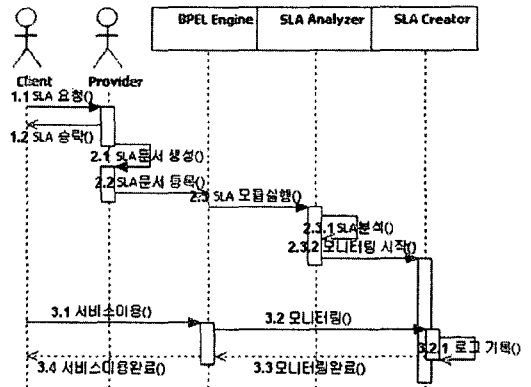 BPEL Engine SLA Analyzer SLA Creator
Client Provider
1.1 SLA 요청()
1.2 SLA 승락()
2.1 SLA문서 생성()
2.2 SLA문서 등록()
2.3 SLA 모듈실행()
2.3.1 SLA분석()
2.3.2 모니터링 시작()
3.1 서비스이용()
3.2 모니터링()
3.2.1 로그 기록()
3.3모니터링완료()
3.4 서비스이용완료()